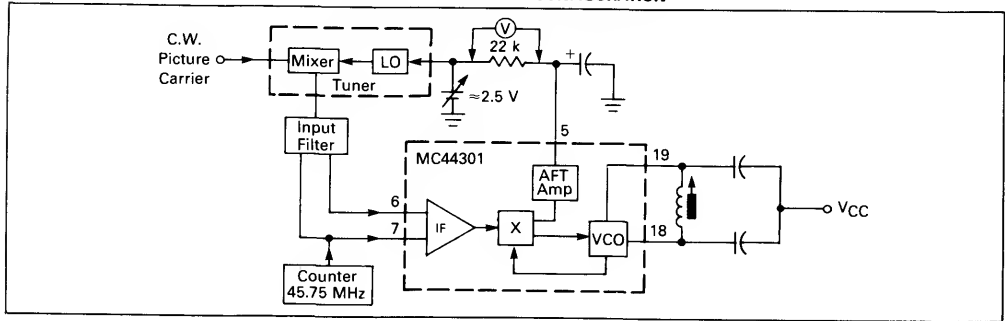 C.W.
Picture
Carrier
Mixer
LO
Tuner
V
22 k
+
≈2.5 V
Input
Filter
5
MC44301
AFT
Amp
19
6
7
IF
X
VCO
18
VCC
Counter
45.75 MHz